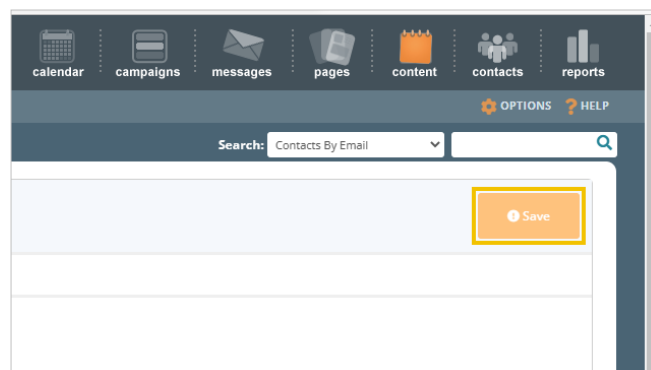 calendar campaigns messages pages content contacts reports
OPTIONS ? HELP
Search: Contacts By Email
Save